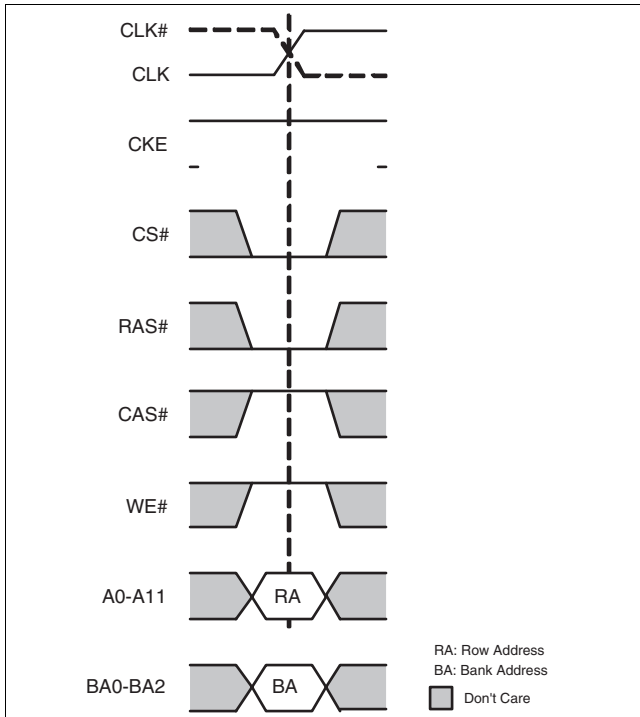 CLK#
CLK
CKE
CS#
RAS#
CAS#
WE#
A0-A11
RA
BA0-BA2
BA
RA: Row Address
BA: Bank Address
Don't Care